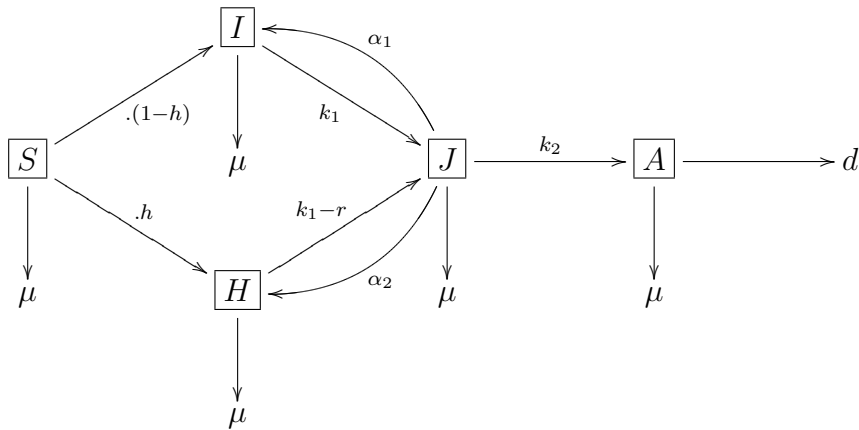 I
α₁
.(1−h)
k₁
S
μ
J
k₂
A
d
.h
k₁−r
α₂
μ
H
μ
μ
μ